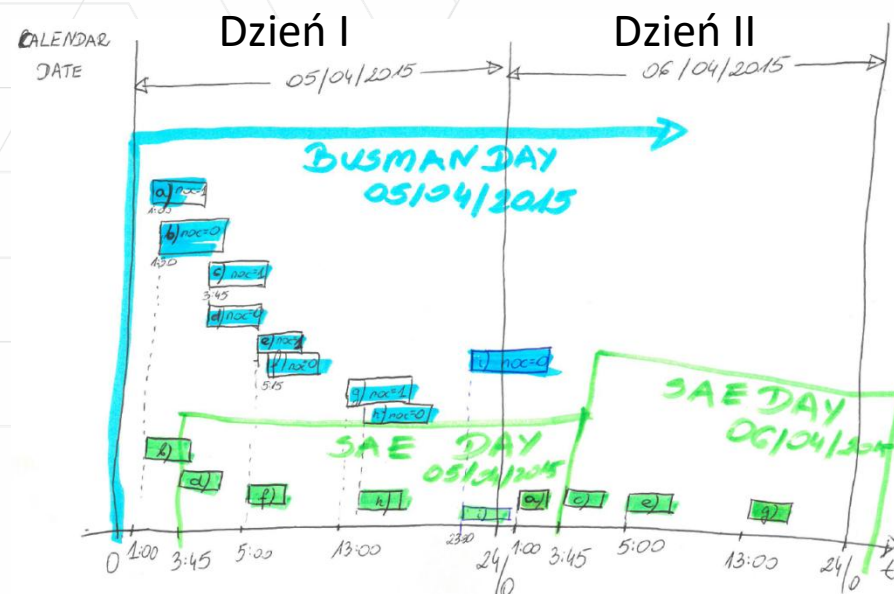 Dzień I
Dzień II
CALENDAR
DATE
05/04/2015
06/04/2015
BUSMAN DAY
05/04/2015
a) noc=1
1:00
b) noc=0
1:30
c) noc=1
3:45
d) noc=0
e) noc=1
f) noc=0
5:15
i) noc=0
g) noc=1
h) noc=0
SAE DAY
05/04/2015
SAE DAY
06/04/2015
b)
d)
f)
h)
i)
a)
c)
e)
g)
0 1:00 3:45 5:00 13:00 23:30 24/0 1:00 3:45 5:00 13:00 24/0 t